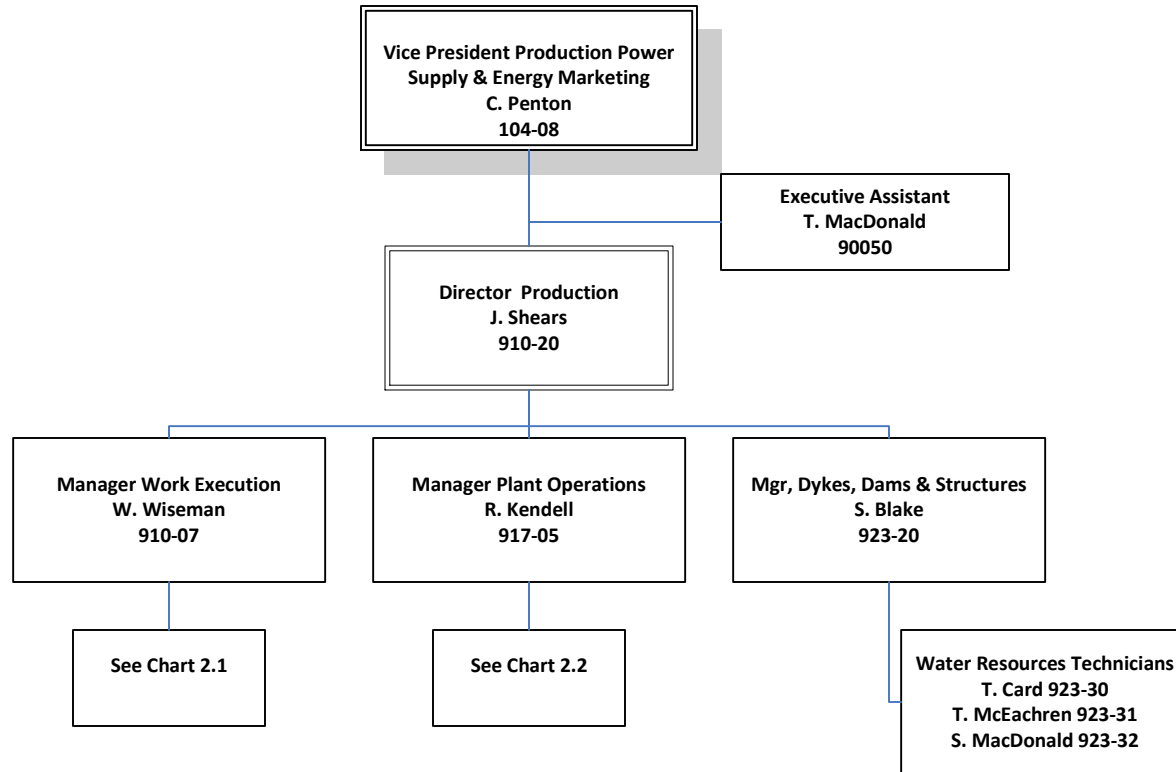 Vice President Production Power
Supply & Energy Marketing
C. Penton
104-08
Executive Assistant
T. MacDonald
90050
Director Production
J. Shears
910-20
Manager Work Execution
W. Wiseman
910-07
Manager Plant Operations
R. Kendell
917-05
Mgr, Dykes, Dams & Structures
S. Blake
923-20
See Chart 2.1
See Chart 2.2
Water Resources Technicians
T. Card 923-30
T. McEachren 923-31
S. MacDonald 923-32